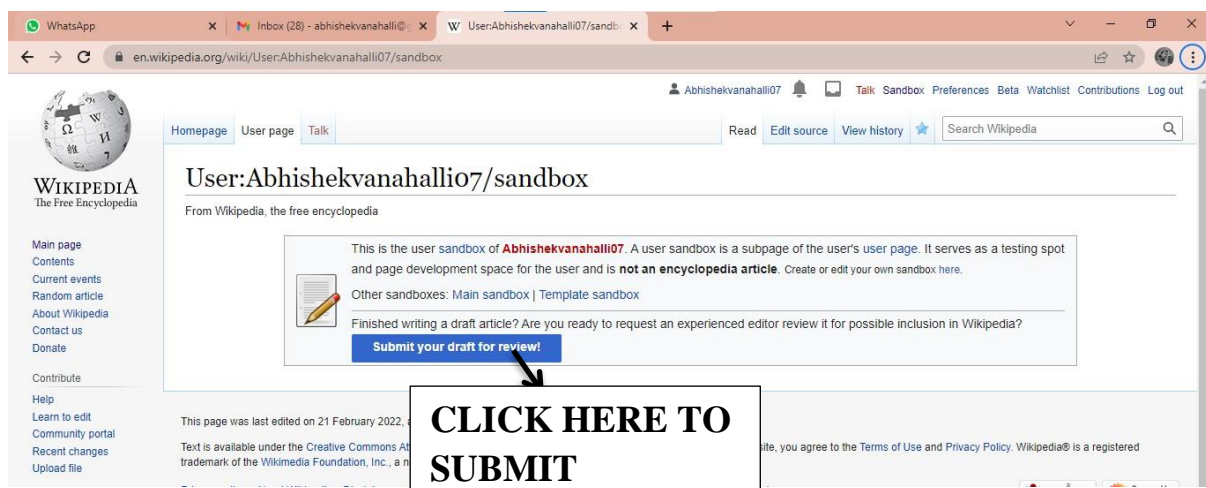 WhatsApp
Inbox (28) - abhishekvanahalli@
User:Abhishekvanahalli07/sandb
en.wikipedia.org/wiki/User:Abhishekvanahalli07/sandbox
Abhishekvanahalli07 Talk Sandbox Preferences Beta Watchlist Contributions Log out
Homepage User page Talk Read Edit source View history Search Wikipedia
WIKIPEDIA
The Free Encyclopedia
User:Abhishekvanahalli07/sandbox
From Wikipedia, the free encyclopedia
Main page
Contents
Current events
Random article
About Wikipedia
Contact us
Donate
Contribute
Help
Learn to edit
Community portal
Recent changes
Upload file
This is the user sandbox of Abhishekvanahalli07. A user sandbox is a subpage of the user's user page. It serves as a testing spot
and page development space for the user and is not an encyclopedia article. Create or edit your own sandbox here.
Other sandboxes: Main sandbox | Template sandbox
Finished writing a draft article? Are you ready to request an experienced editor review it for possible inclusion in Wikipedia?
Submit your draft for review!
CLICK HERE TO
SUBMIT
This page was last edited on 21 February 2022,
Text is available under the Creative Commons At site, you agree to the Terms of Use and Privacy Policy. Wikipedia® is a registered
trademark of the Wikimedia Foundation, Inc., a n